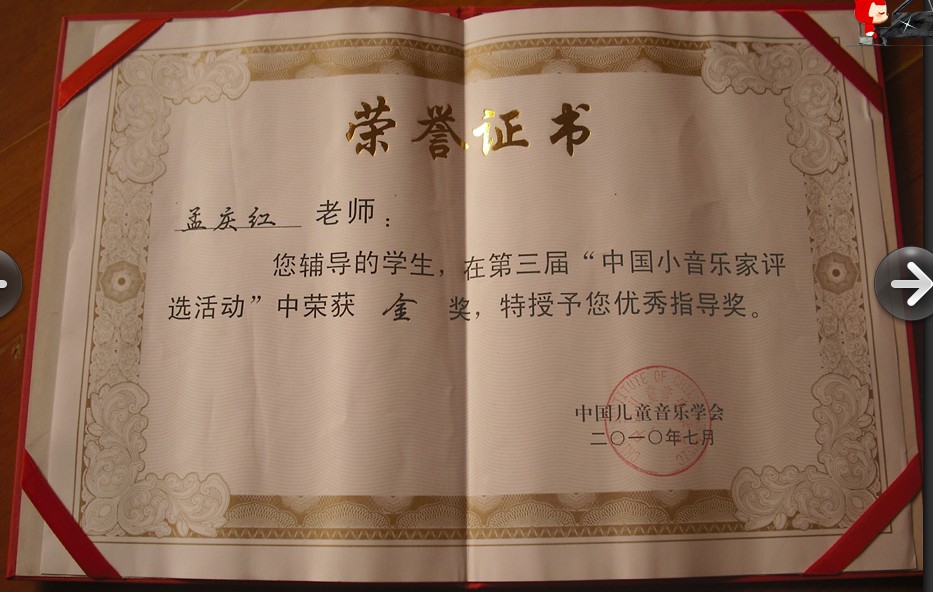 荣誉证书
孟庆红 老师：
您辅导的学生，在第三届“中国小音乐家评
选活动”中荣获 金 奖，特授予您优秀指导奖。
中国儿童音乐学会
二〇一〇年七月